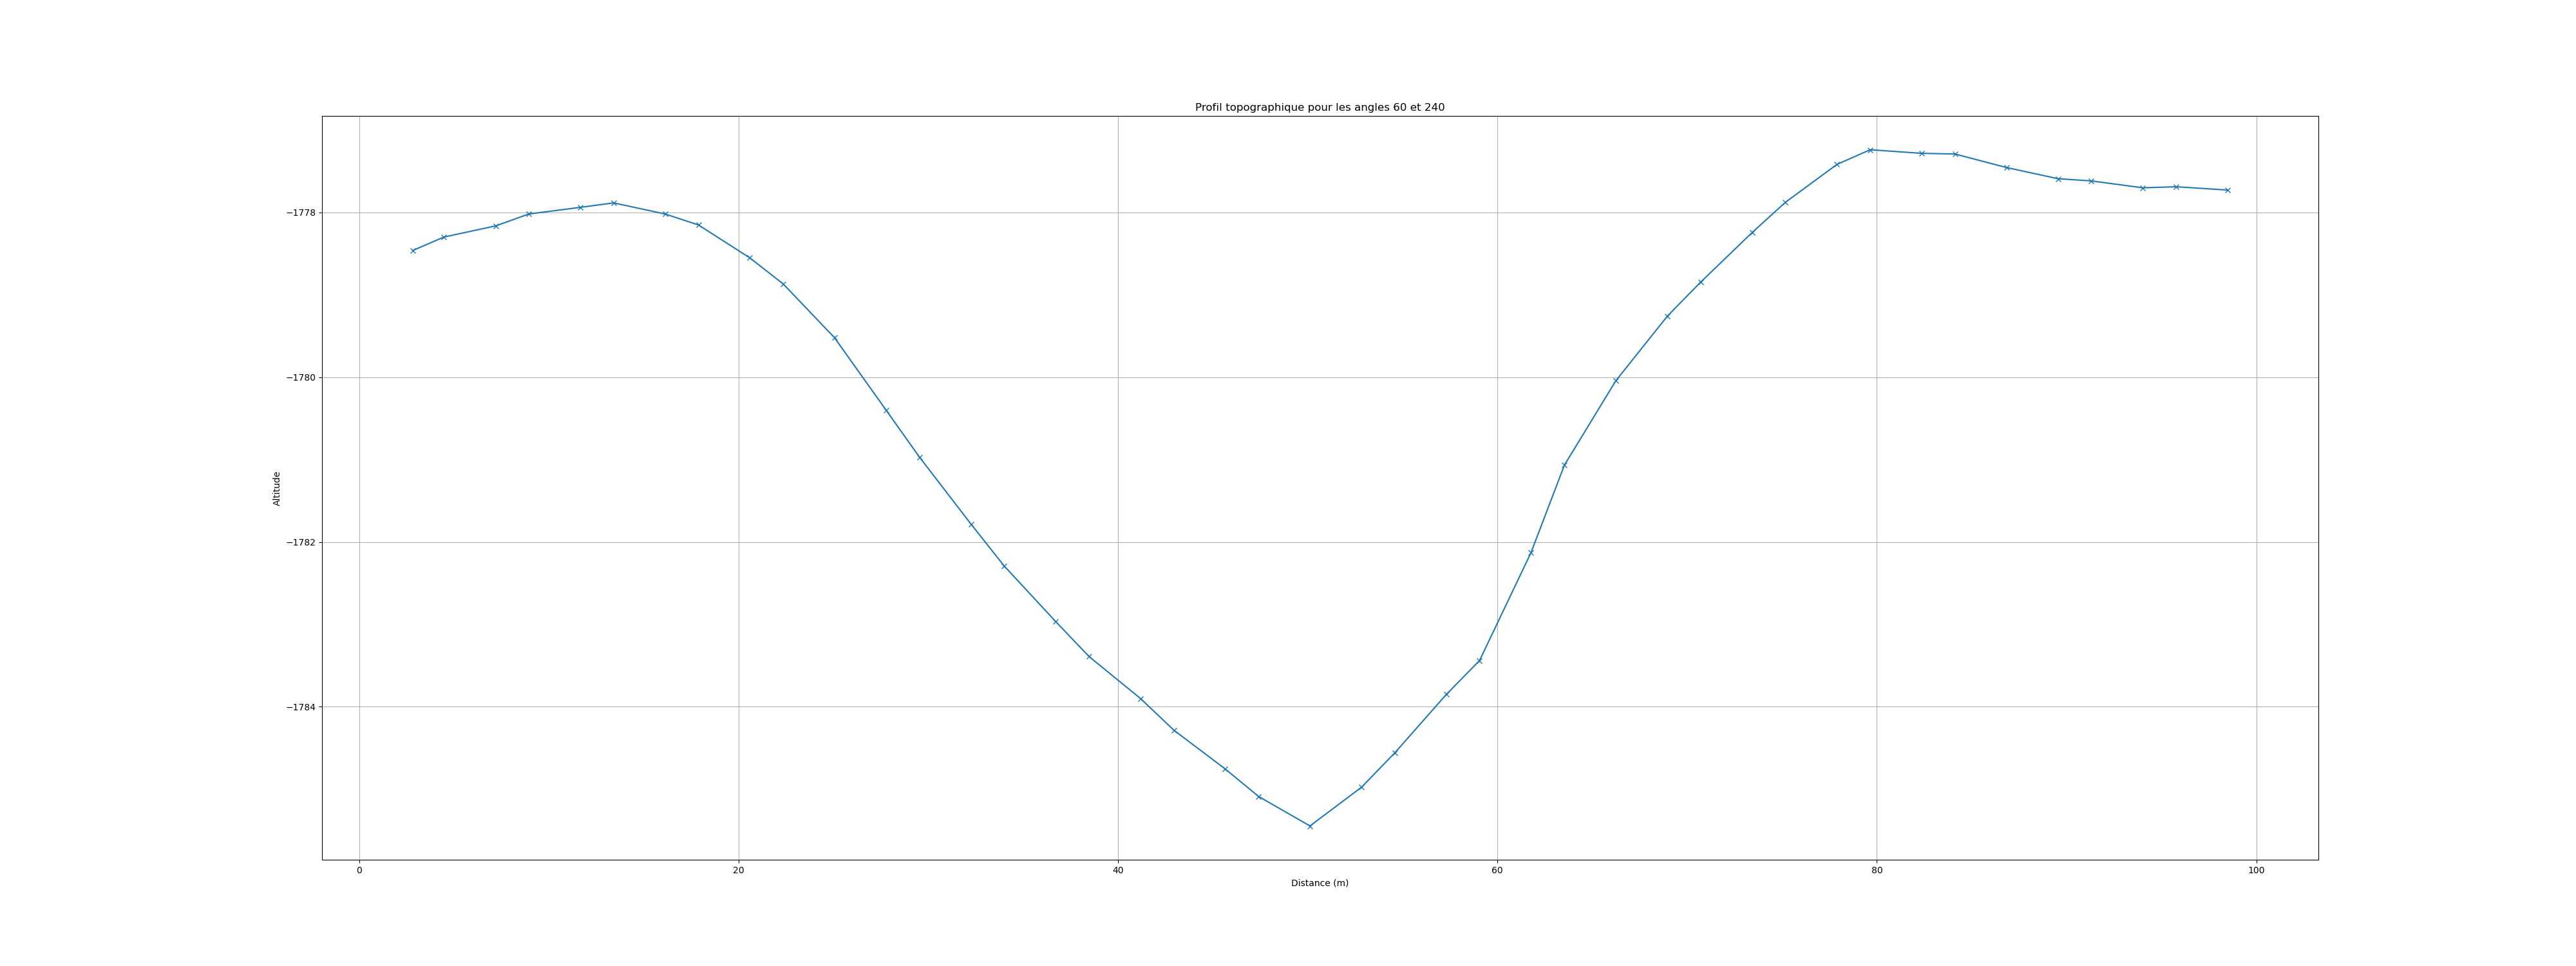 Profil topographique pour les angles 60 et 240
−1778
−1780
−1782
−1784
Altitude
0 20 40 60 80 100
Distance (m)